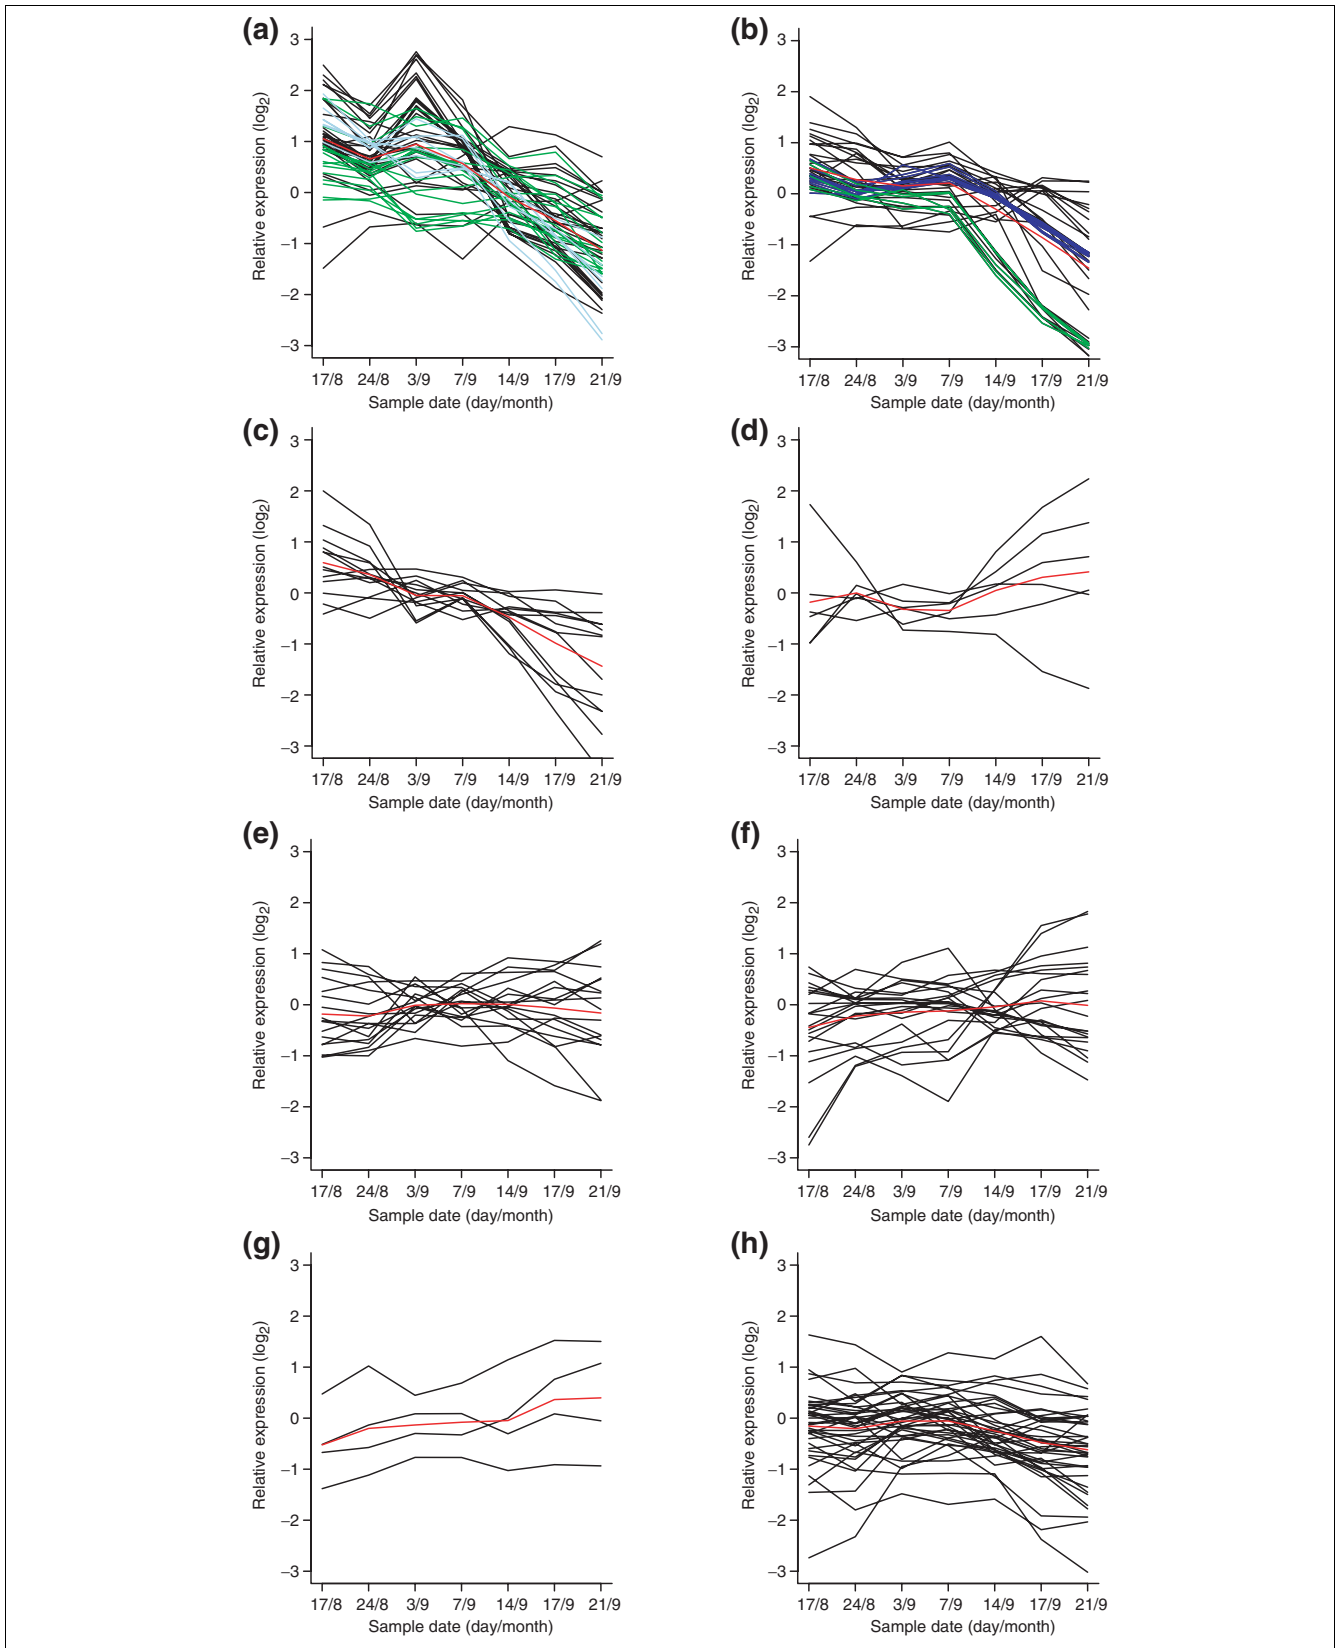 (a)
3
2
1
0
−1
−2
−3
Relative expression (log2)
17/8 24/8 3/9 7/9 14/9 17/9 21/9
Sample date (day/month)
(b)
3
2
1
0
−1
−2
−3
Relative expression (log2)
17/8 24/8 3/9 7/9 14/9 17/9 21/9
Sample date (day/month)
(c)
3
2
1
0
−1
−2
−3
Relative expression (log2)
17/8 24/8 3/9 7/9 14/9 17/9 21/9
Sample date (day/month)
(d)
3
2
1
0
−1
−2
−3
Relative expression (log2)
17/8 24/8 3/9 7/9 14/9 17/9 21/9
Sample date (day/month)
(e)
3
2
1
0
−1
−2
−3
Relative expression (log2)
17/8 24/8 3/9 7/9 14/9 17/9 21/9
Sample date (day/month)
(f)
3
2
1
0
−1
−2
−3
Relative expression (log2)
17/8 24/8 3/9 7/9 14/9 17/9 21/9
Sample date (day/month)
(g)
3
2
1
0
−1
−2
−3
Relative expression (log2)
17/8 24/8 3/9 7/9 14/9 17/9 21/9
Sample date (day/month)
(h)
3
2
1
0
−1
−2
−3
Relative expression (log2)
17/8 24/8 3/9 7/9 14/9 17/9 21/9
Sample date (day/month)